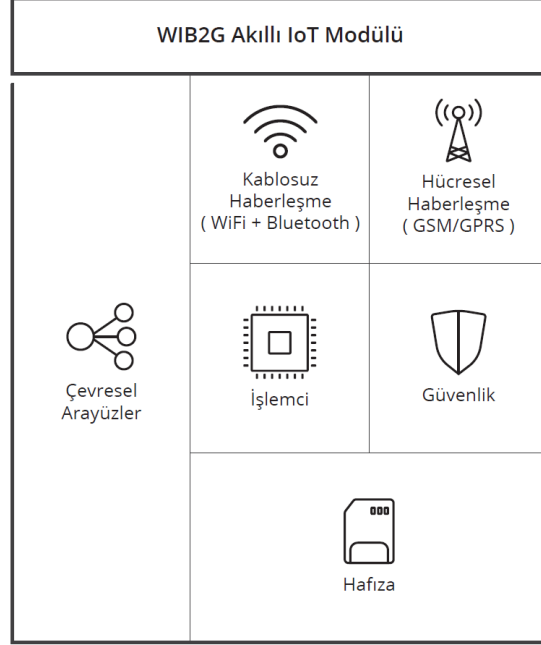 WIB2G Akıllı IoT Modülü
Kablosuz
Haberleşme
( WiFi + Bluetooth )
Hücresel
Haberleşme
( GSM/GPRS )
Çevresel
Arayüzler
İşlemci
Güvenlik
Hafıza